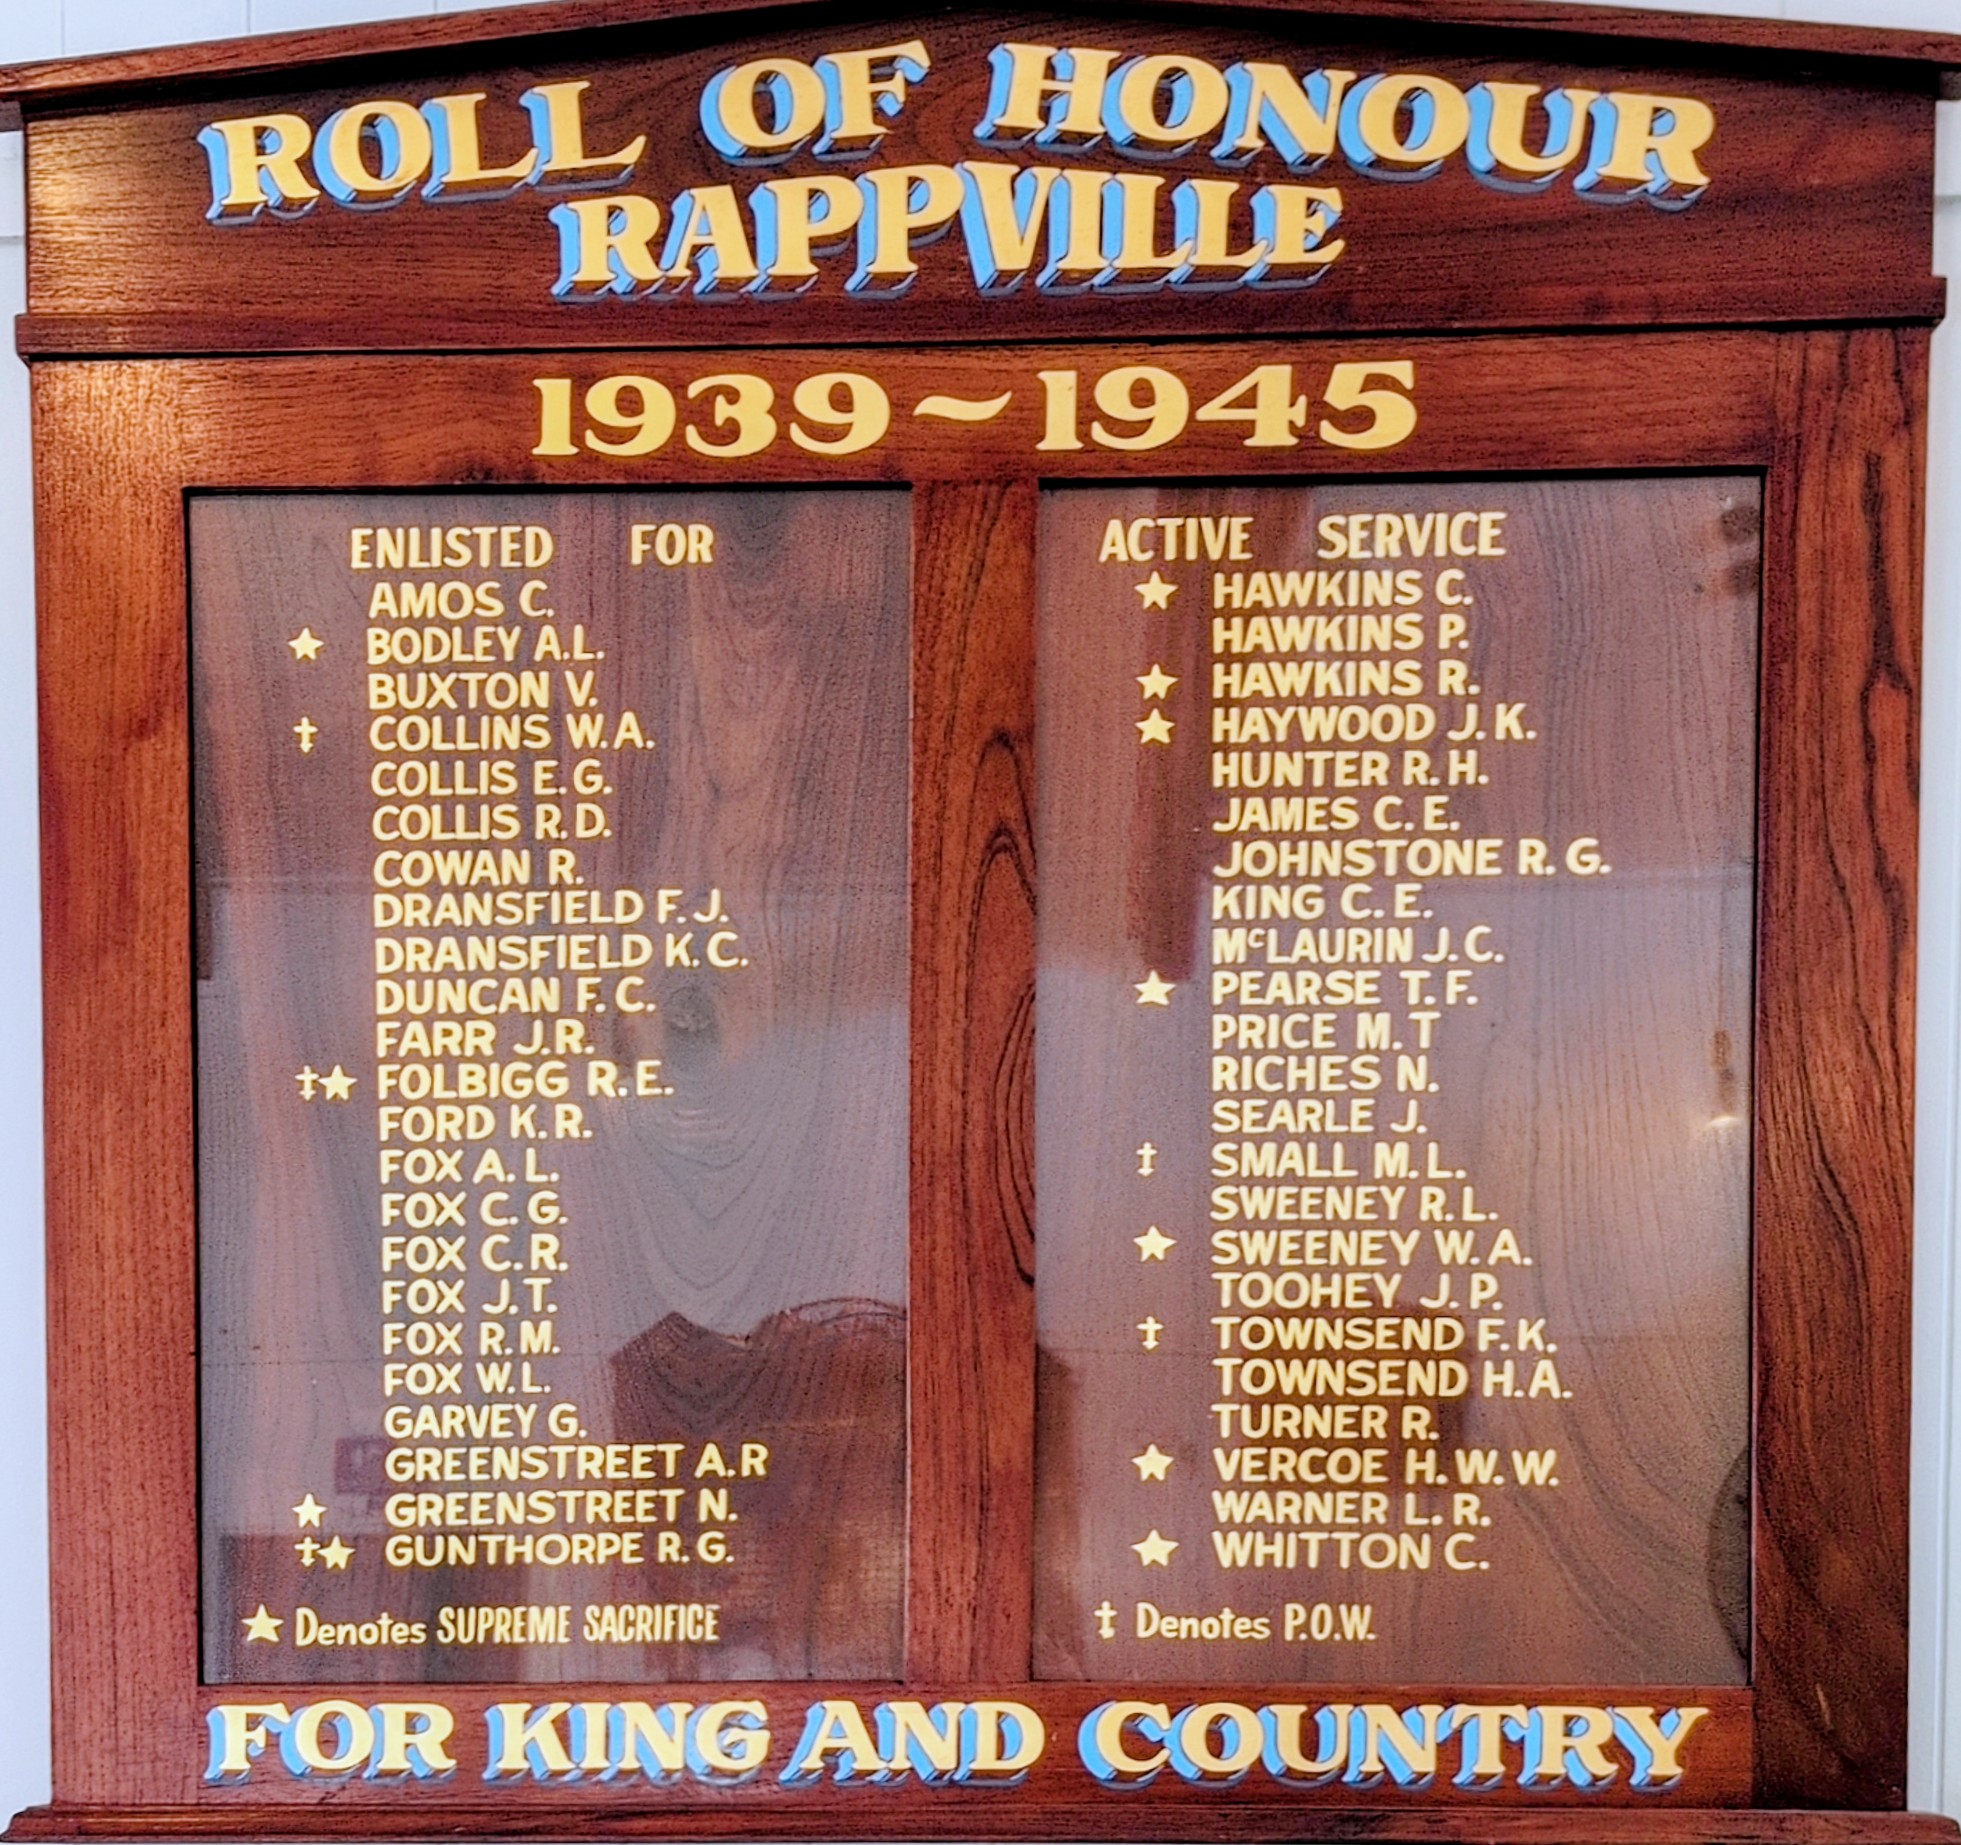 ROLL OF HONOUR
RAPPVILLE
1939~1945
ENLISTED FOR
AMOS C.
★ BODLEY A.L.
BUXTON V.
‡ COLLINS W.A.
COLLIS E.G.
COLLIS R.D.
COWAN R.
DRANSFIELD F.J.
DRANSFIELD K.C.
DUNCAN F.C.
FARR J.R.
‡★ FOLBIGG R.E.
FORD K.R.
FOX A.L.
FOX C.G.
FOX C.R.
FOX J.T.
FOX R.M.
FOX W.L.
GARVEY G.
GREENSTREET A.R
★ GREENSTREET N.
‡★ GUNTHORPE R.G.
★ Denotes SUPREME SACRIFICE
ACTIVE SERVICE
★ HAWKINS C.
HAWKINS P.
★ HAWKINS R.
★ HAYWOOD J.K.
HUNTER R.H.
JAMES C.E.
JOHNSTONE R.G.
KING C.E.
McLAURIN J.C.
★ PEARSE T.F.
PRICE M.T
RICHES N.
SEARLE J.
‡ SMALL M.L.
SWEENEY R.L.
★ SWEENEY W.A.
TOOHEY J.P.
‡ TOWNSEND F.K.
TOWNSEND H.A.
TURNER R.
★ VERCOE H.W.W.
WARNER L.R.
★ WHITTON C.
‡ Denotes P.O.W.
FOR KING AND COUNTRY